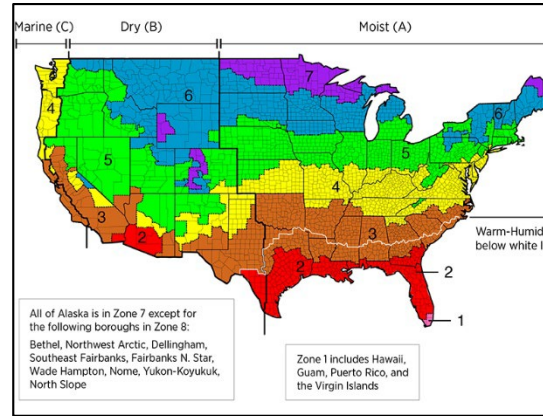 Marine (C)
Dry (B)
Moist (A)
7
6
6
4
5
5
4
3
3
2
2
Warm-Humid
below white l
2
1
All of Alaska is in Zone 7 except for
the following boroughs in Zone 8:
Bethel, Northwest Arctic, Dellingham,
Southeast Fairbanks, Fairbanks N. Star,
Wade Hampton, Nome, Yukon-Koyukuk,
North Slope
Zone 1 includes Hawaii,
Guam, Puerto Rico, and
the Virgin Islands